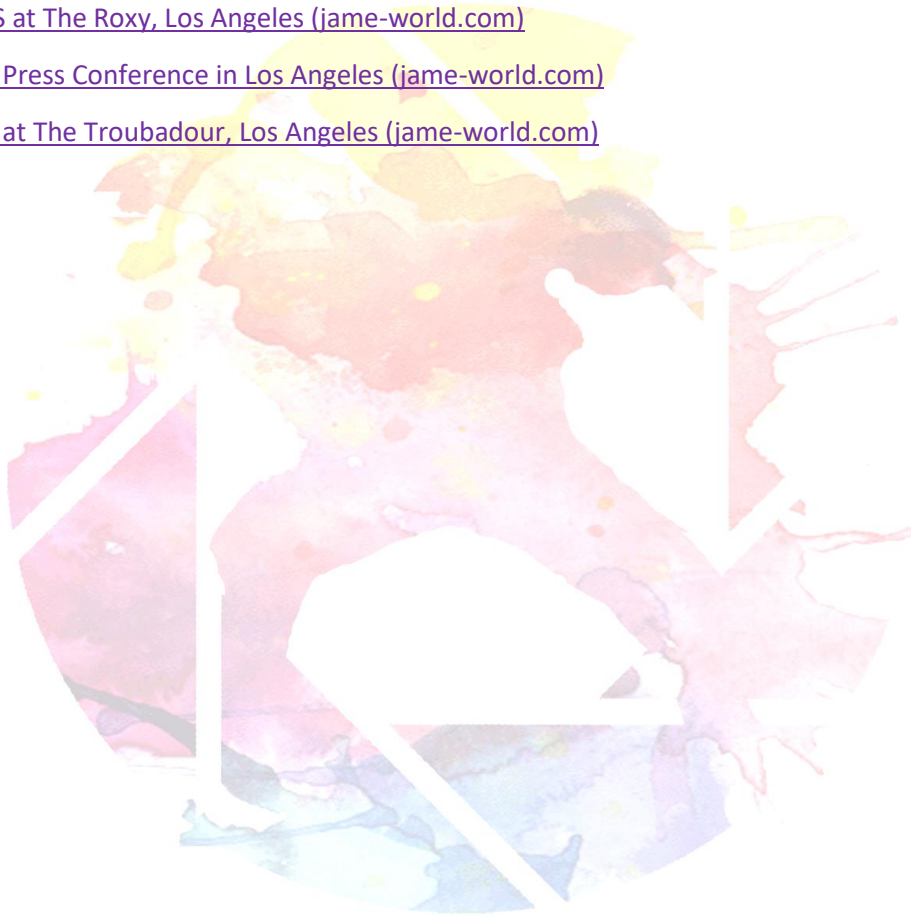 S at The Roxy, Los Angeles (jame-world.com)
Press Conference in Los Angeles (jame-world.com)
at The Troubadour, Los Angeles (jame-world.com)